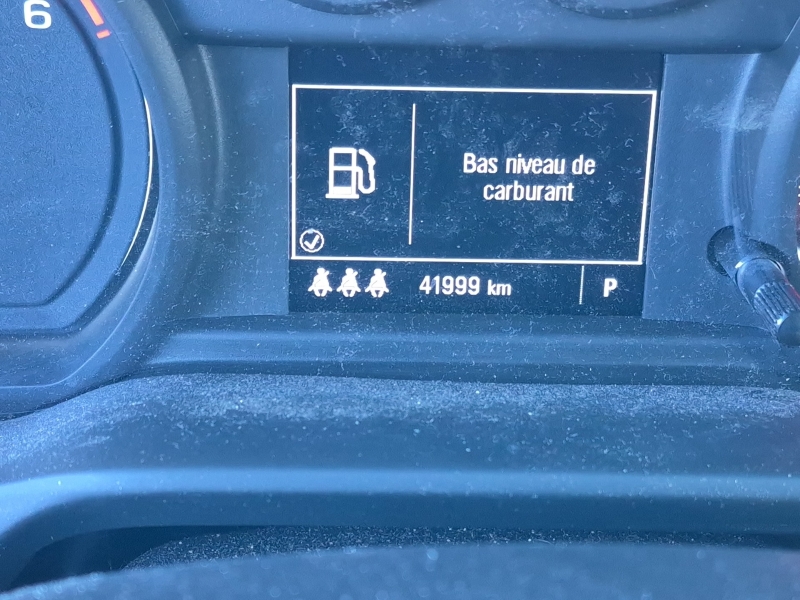 6
Bas niveau de
carburant
41999 km
P